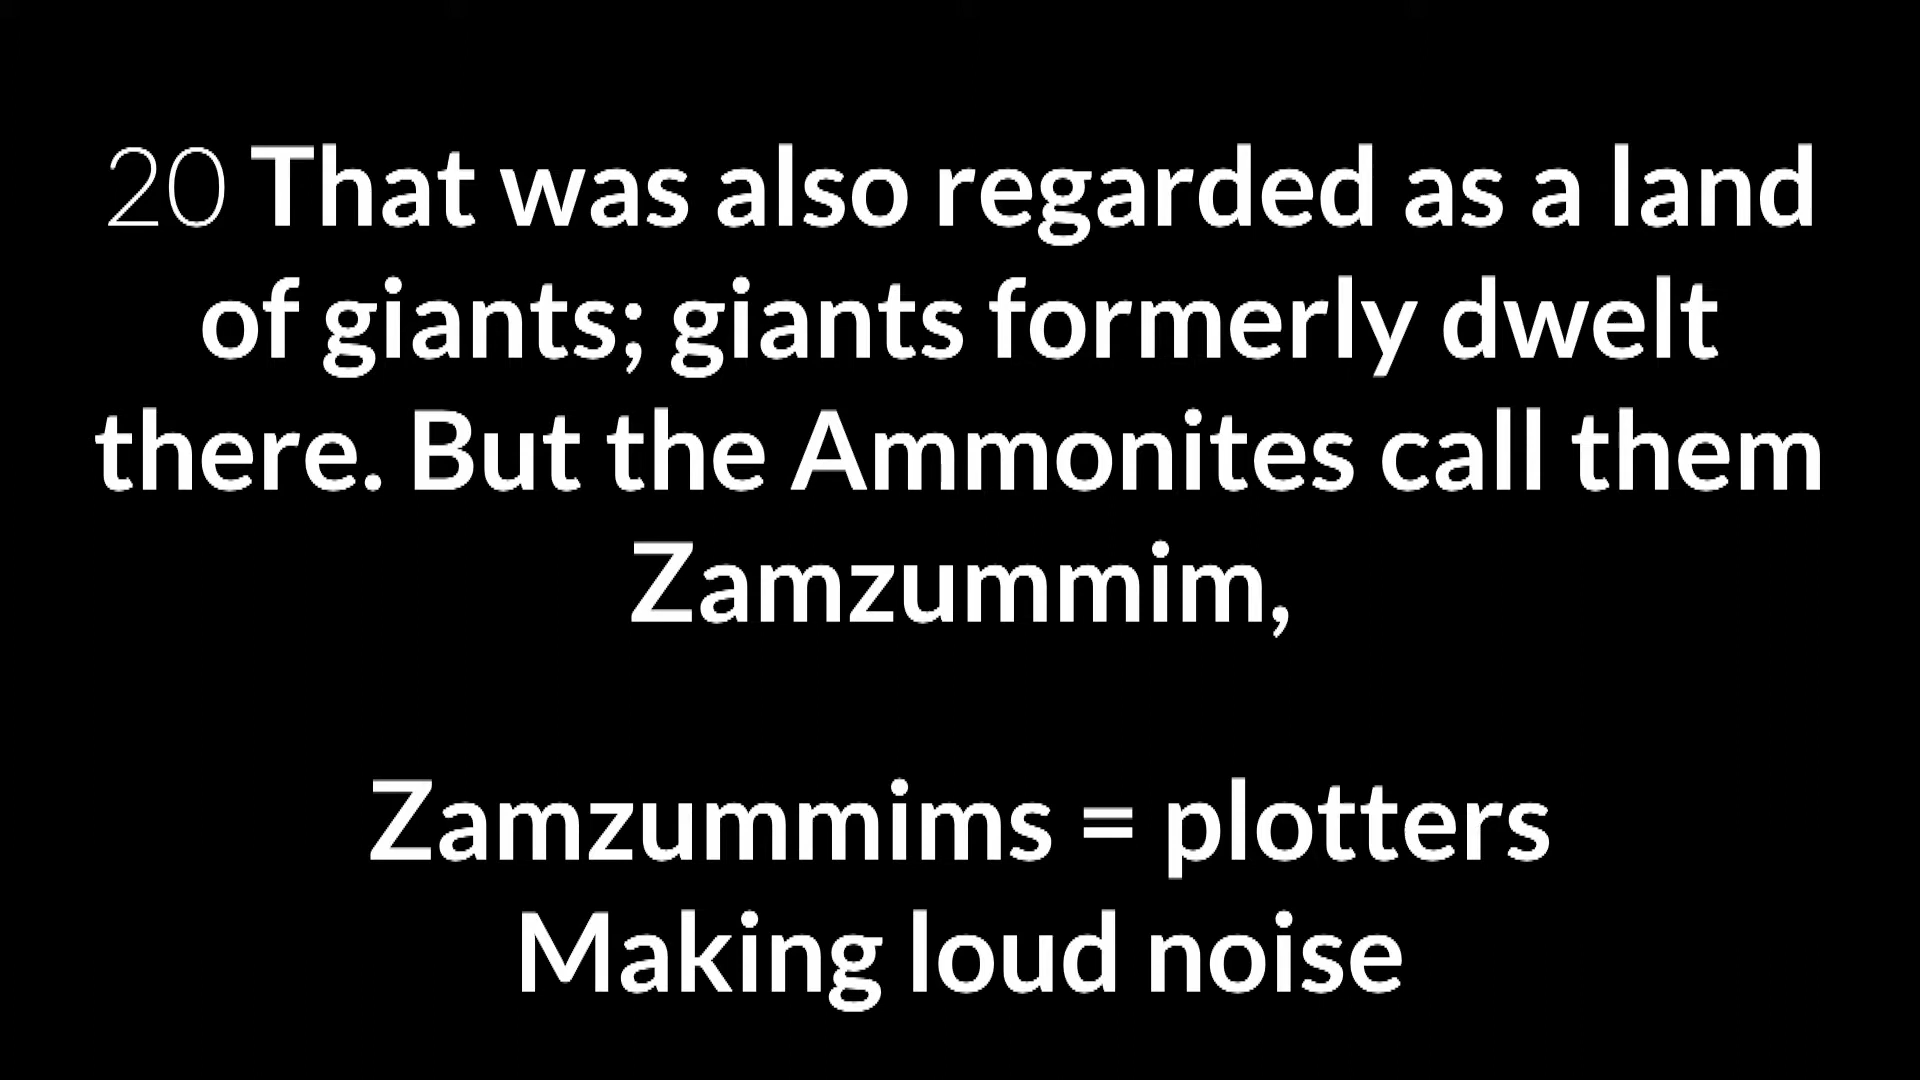 20 That was also regarded as a land
of giants; giants formerly dwelt
there. But the Ammonites call them
Zamzummim,
Zamzummims = plotters
Making loud noise